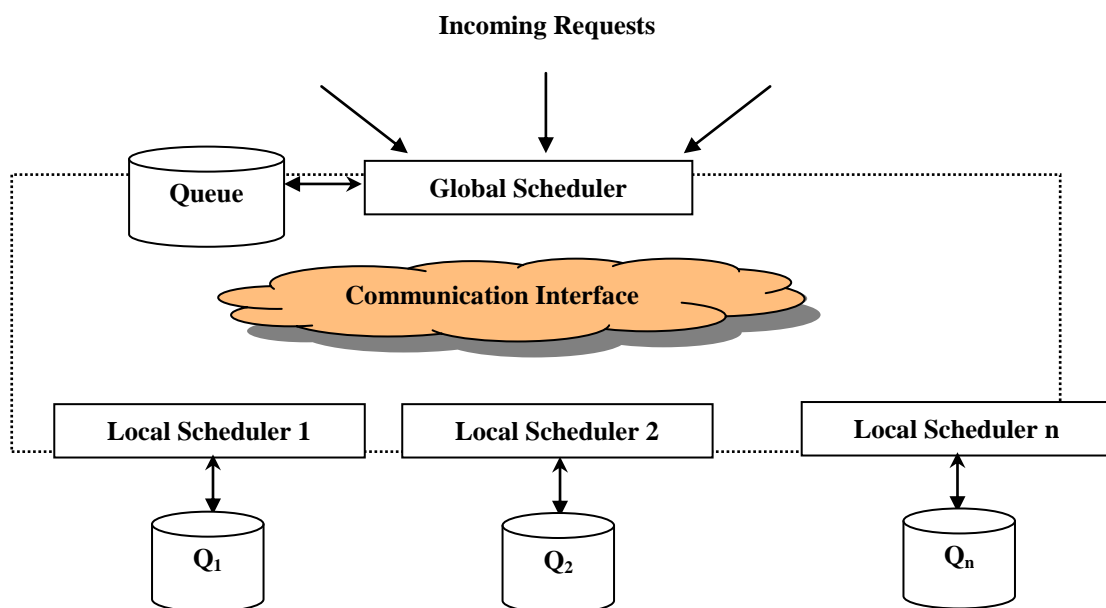 Incoming Requests
Queue
Global Scheduler
Communication Interface
Local Scheduler 1
Local Scheduler 2
Local Scheduler n
Q1
Q2
Qn